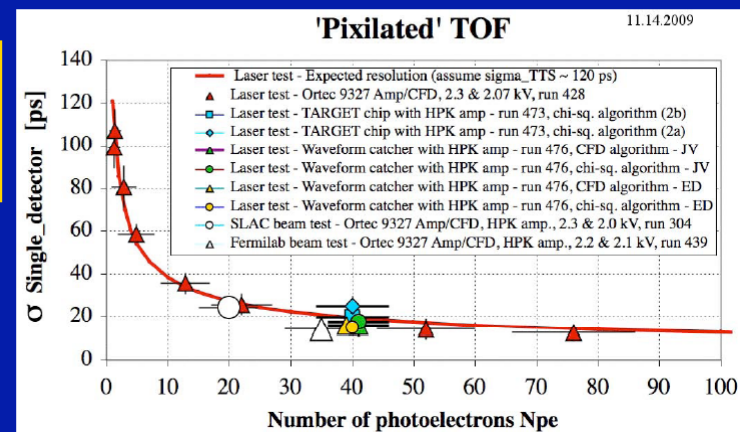 'Pixilated' TOF
11.14.2009
Laser test - Expected resolution (assume sigma_TTS ~ 120 ps)
Laser test - Ortec 9327 Amp/CFD, 2.3 & 2.07 kV, run 428
Laser test - TARGET chip with HPK amp - run 473, chi-sq. algorithm (2b)
Laser test - TARGET chip with HPK amp - run 473, chi-sq. algorithm (2a)
Laser test - Waveform catcher with HPK amp - run 476, CFD algorithm - JV
Laser test - Waveform catcher with HPK amp - run 476, chi-sq algorithm - JV
Laser test - Waveform catcher with HPK amp - run 476, CFD algorithm - ED
Laser test - Waveform catcher with HPK amp - run 476, chi-sq algorithm - ED
SLAC beam test - Ortec 9327 Amp/CFD, HPK amp., 2.3 & 2.0 kV, run 304
Fermilab beam test - Ortec 9327 Amp/CFD, HPK amp., 2.2 & 2.1 kV, run 439
σ Single_detector [ps]
140
120
100
80
60
40
20
0
0 10 20 30 40 50 60 70 80 90 100
Number of photoelectrons Npe